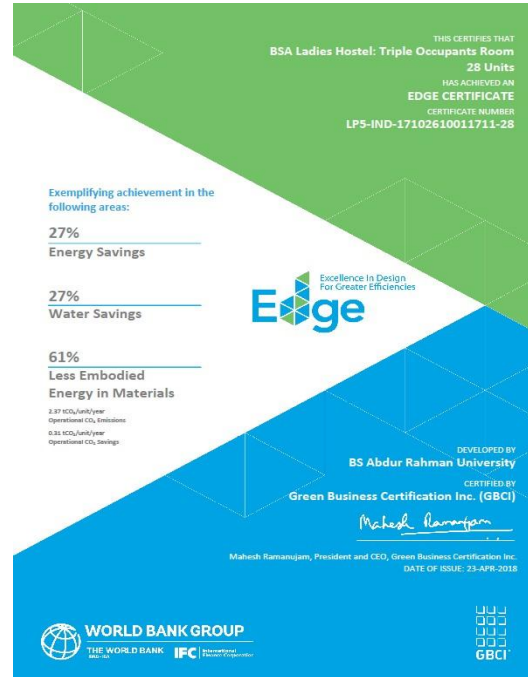 THIS CERTIFIES THAT
BSA Ladies Hostel: Triple Occupants Room
28 Units
HAS ACHIEVED AN
EDGE CERTIFICATE
CERTIFICATE NUMBER
LP5-IND-17102610011711-28
Exemplifying achievement in the
following areas:
27%
Energy Savings
27%
Water Savings
61%
Less Embodied
Energy in Materials
2.37 tCO₂/unit/year
Operational CO₂ Emissions
0.31 tCO₂/unit/year
Operational CO₂ Savings
Edge
Excellence In Design
For Greater Efficiencies
DEVELOPED BY
BS Abdur Rahman University
CERTIFIED BY
Green Business Certification Inc. (GBCI)
Mahesh Ramanujam
Mahesh Ramanujam, President and CEO, Green Business Certification Inc.
DATE OF ISSUE: 23-APR-2018
WORLD BANK GROUP
THE WORLD BANK
IBRD • IDA
IFC International
Finance Corporation
GBCI